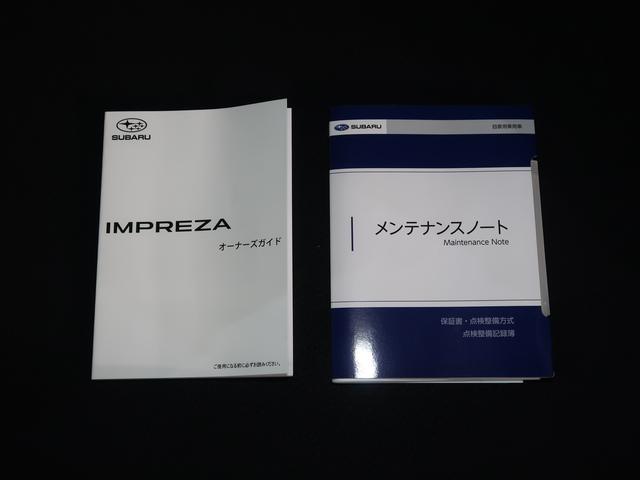 SUBARU
IMPREZA
オーナーズガイド
ご使用になる前に必ずお読みください。
SUBARU
自家用乗用車
メンテナンスノート
Maintenance Note
保証書・点検整備方式
点検整備記録簿